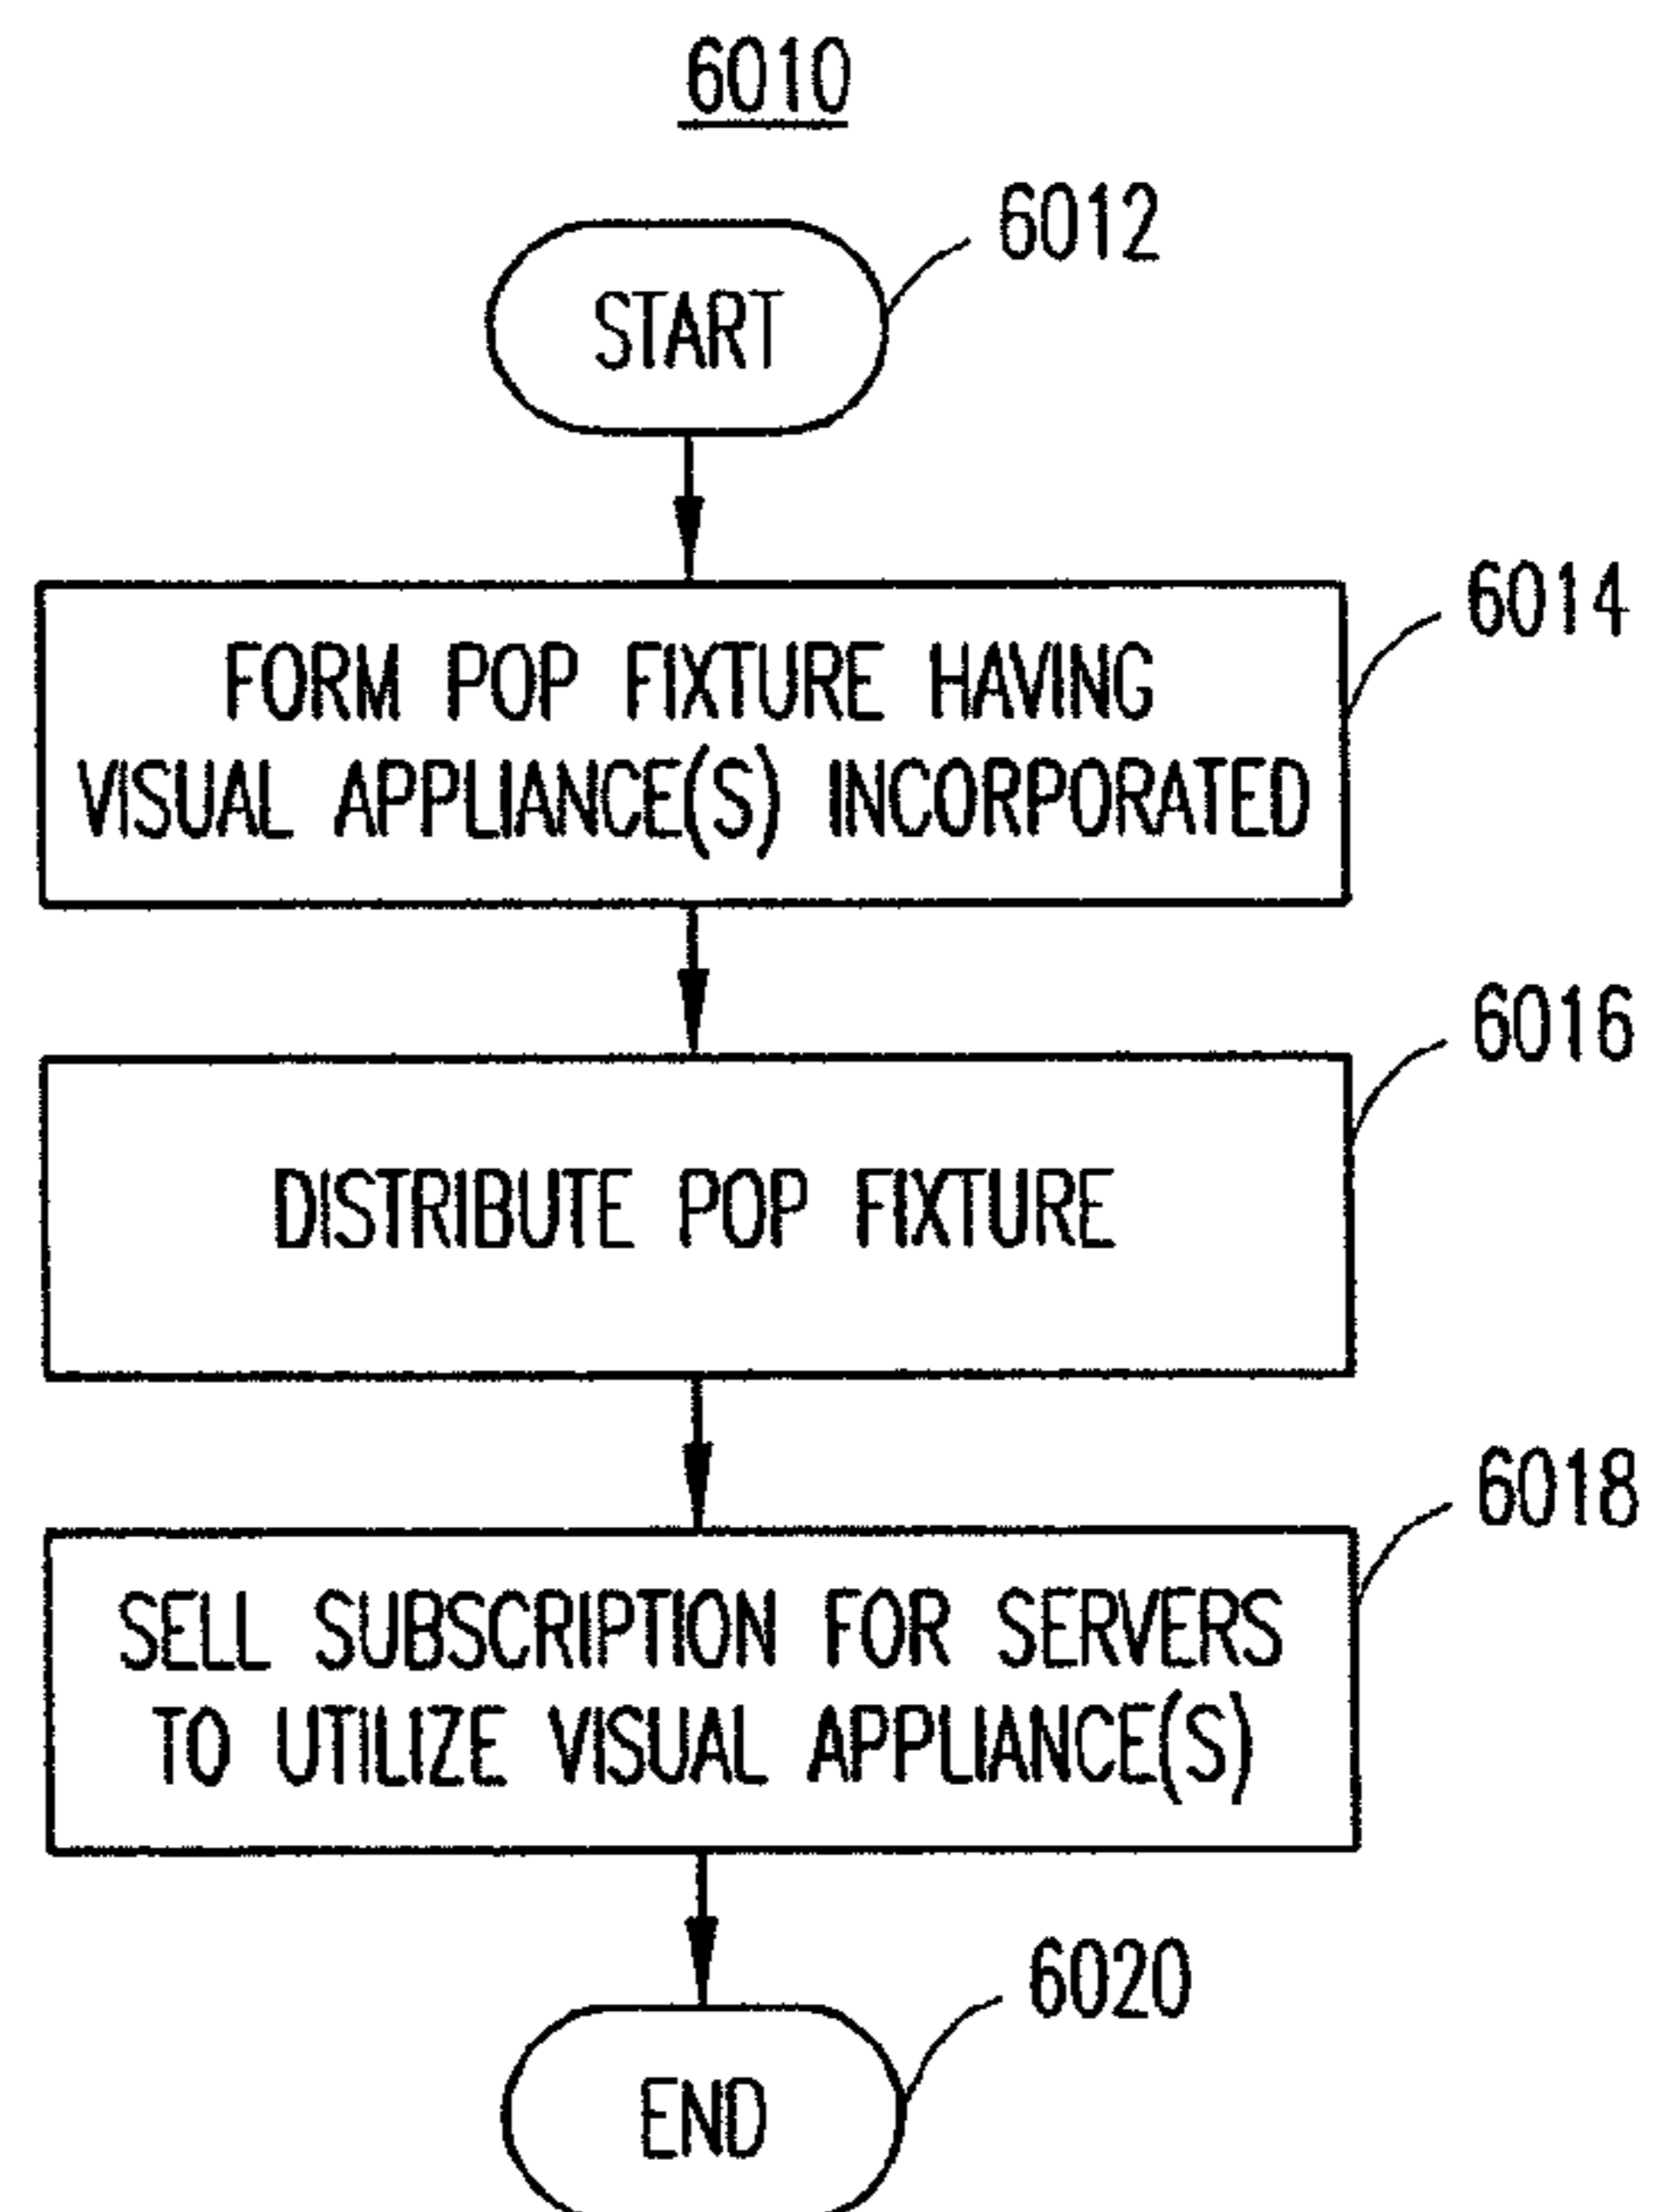 6010
6012
START
6014
FORM POP FIXTURE HAVING
VISUAL APPLIANCE(S) INCORPORATED
6016
DISTRIBUTE POP FIXTURE
6018
SELL SUBSCRIPTION FOR SERVERS
TO UTILIZE VISUAL APPLIANCE(S)
6020
END